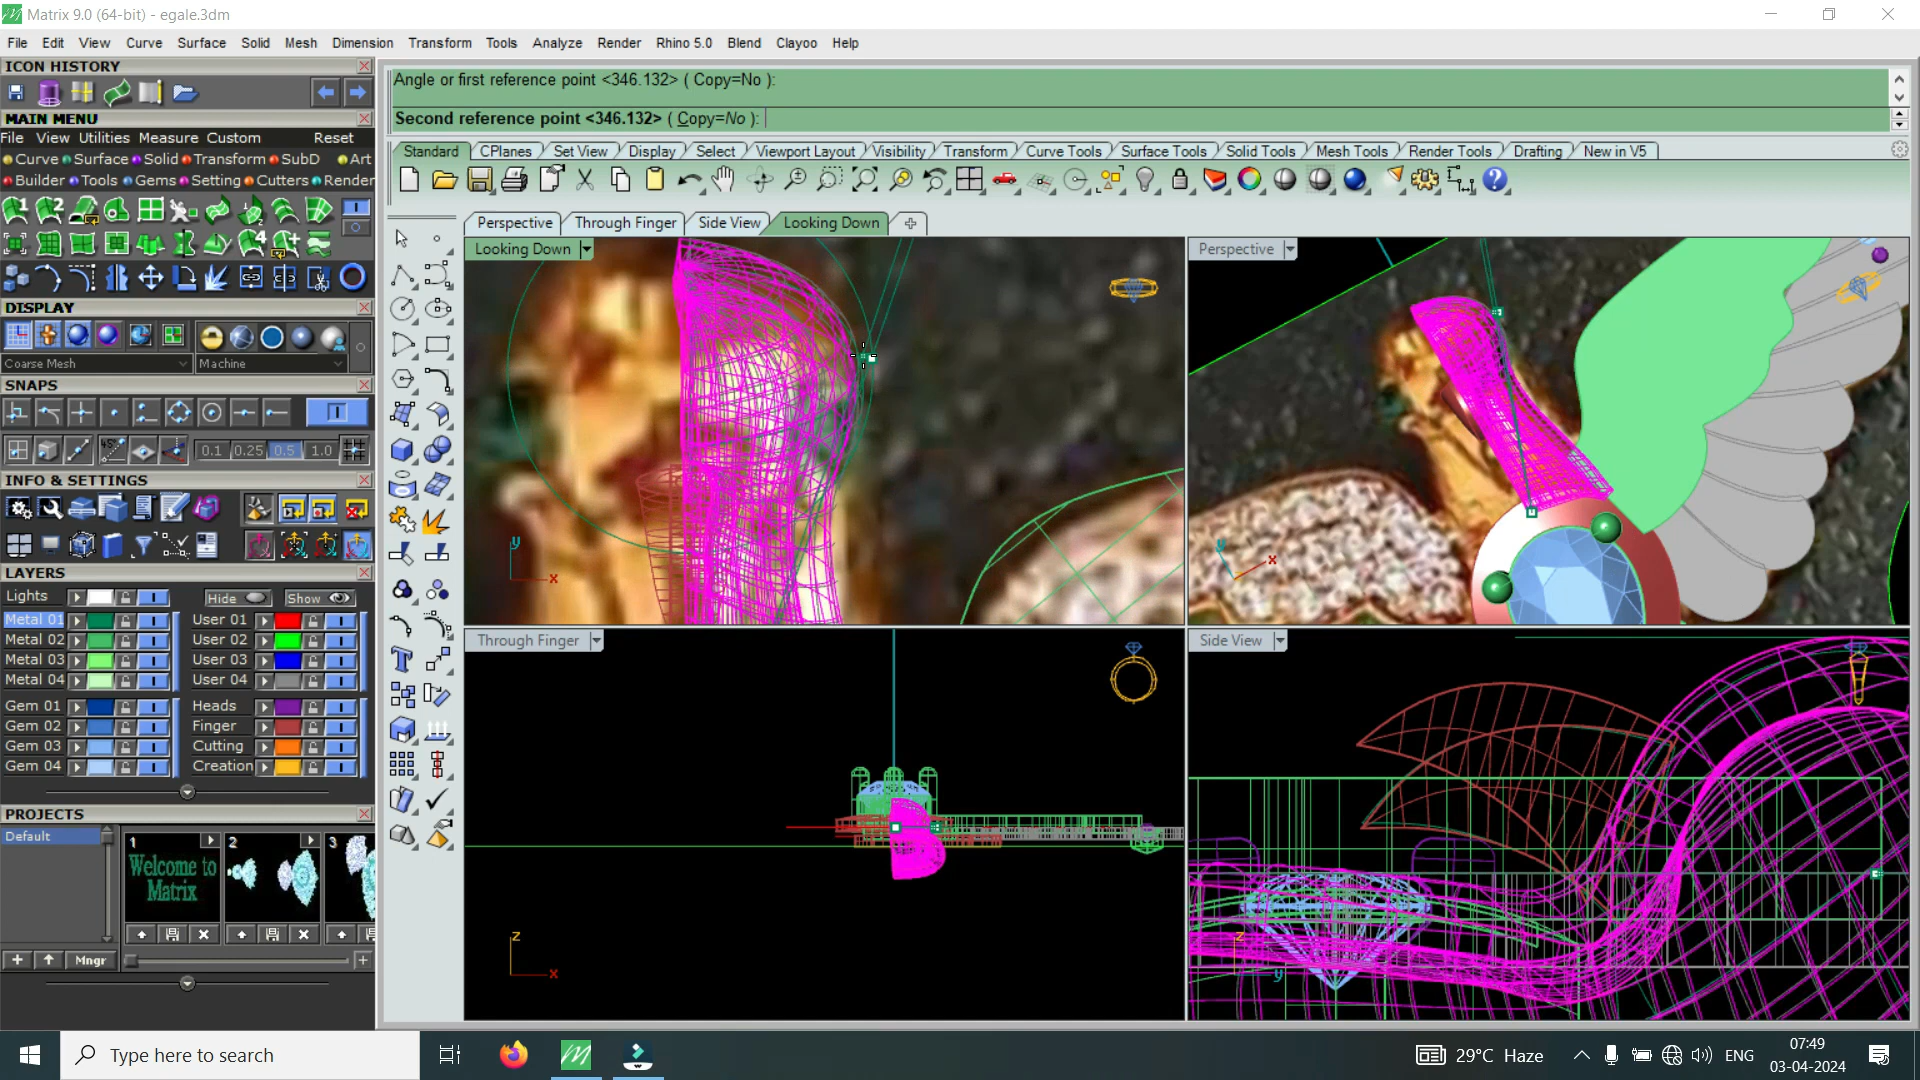 Matrix 9.0 (64-bit) - egale.3dm
File Edit View Curve Surface Solid Mesh Dimension Transform Tools Analyze Render Rhino 5.0 Blend Clayoo Help
ICON HISTORY
MAIN MENU
File View Utilities Measure Custom Reset
Curve Surface Solid Transform SubD Art
Builder Tools Gems Setting Cutters Render
DISPLAY
Coarse Mesh Machine
SNAPS
0.1 0.25 0.5 1.0
INFO & SETTINGS
LAYERS
Lights Hide Show
Metal 01 User 01
Metal 02 User 02
Metal 03 User 03
Metal 04 User 04
Gem 01 Heads
Gem 02 Finger
Gem 03 Cutting
Gem 04 Creation
PROJECTS
Default
1 2 3
Welcome to
Matrix
Mngr
Angle or first reference point <346.132> ( Copy=No ):
Second reference point <346.132> ( Copy=No ):
Standard CPlanes Set View Display Select Viewport Layout Visibility Transform Curve Tools Surface Tools Solid Tools Mesh Tools Render Tools Drafting New in V5
Perspective Through Finger Side View Looking Down
Looking Down
y
x
Perspective
y
x
Through Finger
z
x
Side View
z
y
Type here to search
29°C Haze
ENG
07:49
03-04-2024